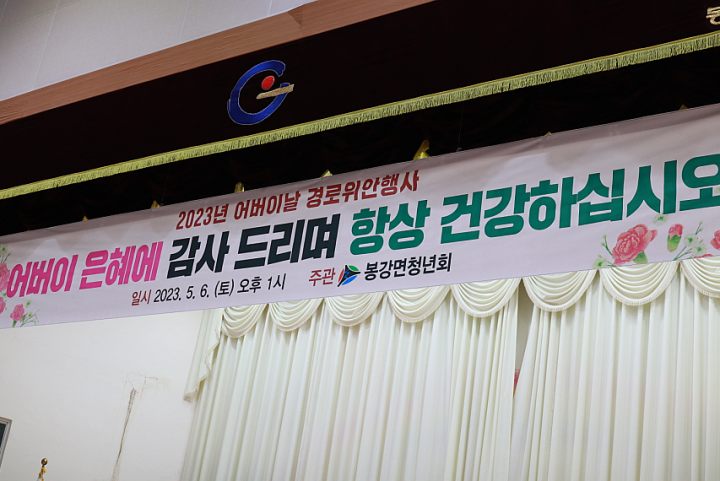 2023년 어버이날 경로위안행사
어버이 은혜에 감사 드리며 항상 건강하십시오
일시 2023. 5. 6. (토) 오후 1시 주관 봉강면청년회